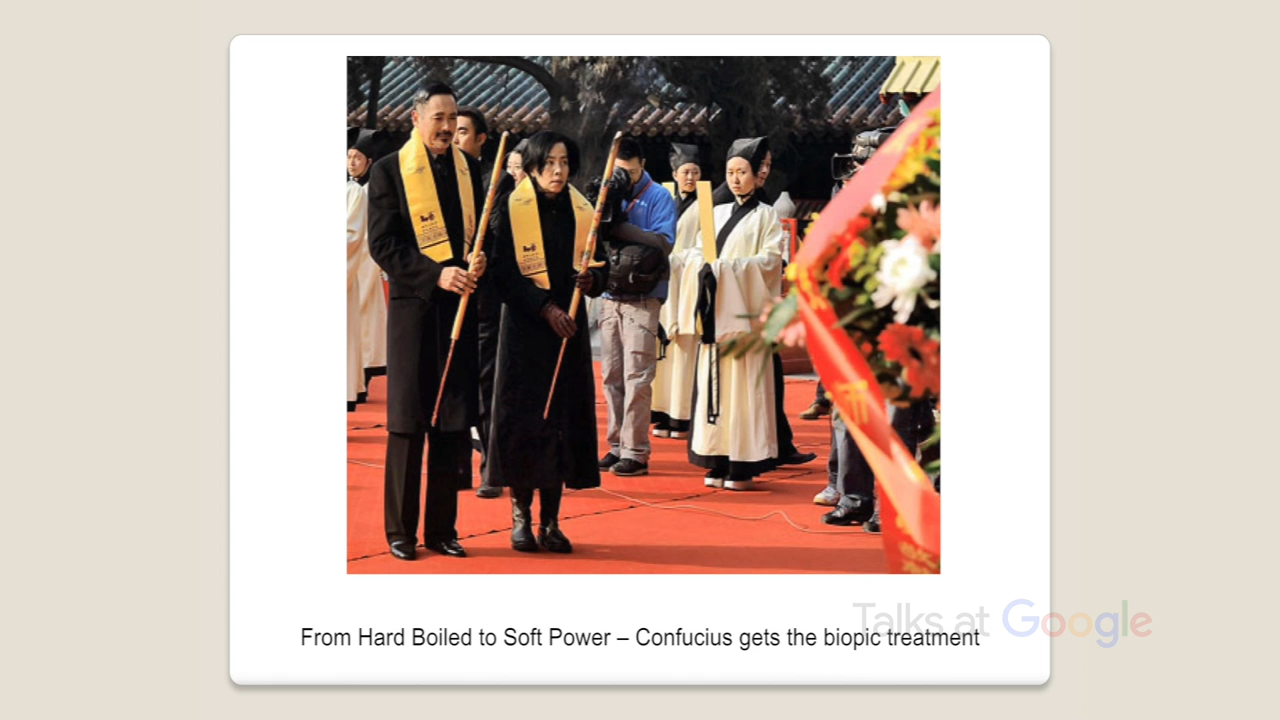 From Hard Boiled to Soft Power – Confucius gets the biopic treatment
Talks at Google